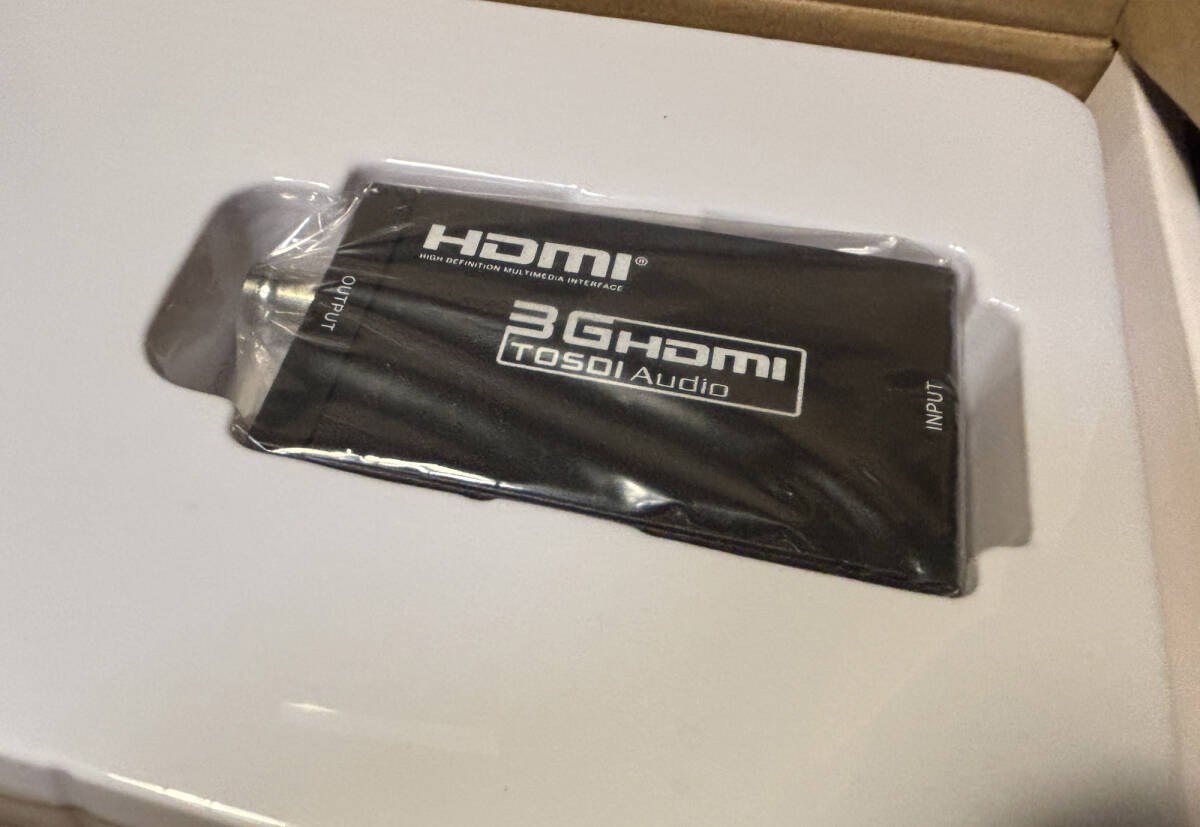 HDMI®
HIGH DEFINITION MULTIMEDIA INTERFACE
OUTPUT
3GHDMI
TOSDI Audio
INPUT